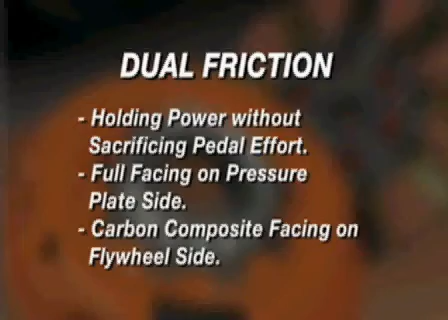 DUAL FRICTION
- Holding Power without
Sacrificing Pedal Effort.
- Full Facing on Pressure
Plate Side.
- Carbon Composite Facing on
Flywheel Side.